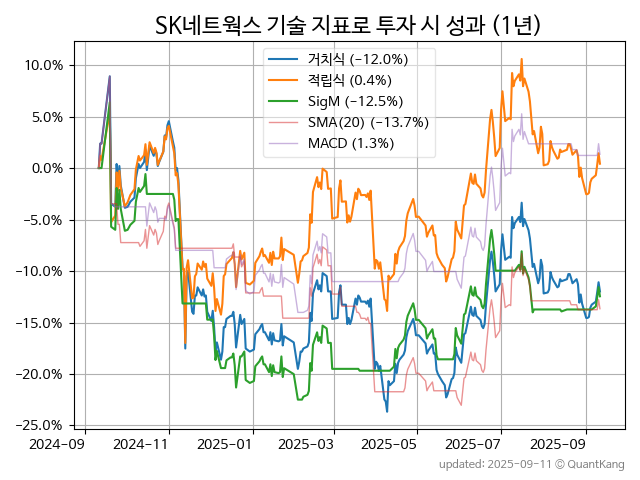 SK네트웍스 기술 지표로 투자 시 성과 (1년)
거치식 (−12.0%)
적립식 (0.4%)
SigM (−12.5%)
SMA(20) (−13.7%)
MACD (1.3%)
10.0%
5.0%
0.0%
−5.0%
−10.0%
−15.0%
−20.0%
−25.0%
2024-09 2024-11 2025-01 2025-03 2025-05 2025-07 2025-09
updated: 2025-09-11 © QuantKang